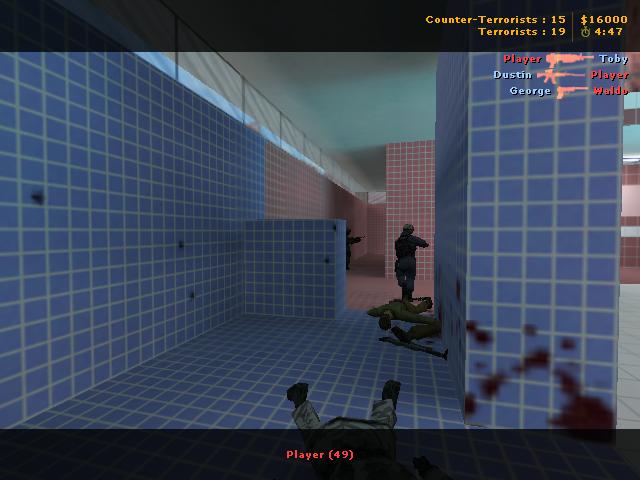 Counter-Terrorists : 15 $16000
Terrorists : 19 4:47
Player Toby
Dustin Player
George Waldo
Player (49)